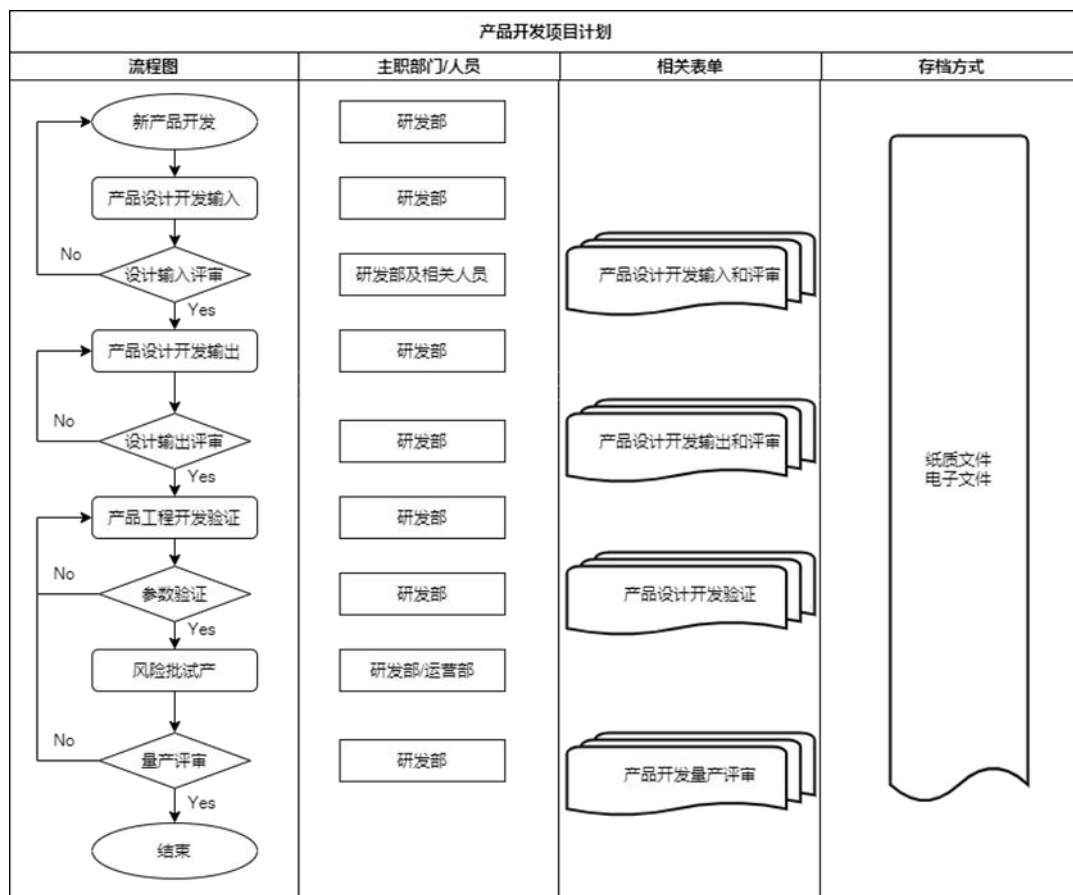 产品开发项目计划
流程图 主职部门/人员 相关表单 存档方式
新产品开发 研发部
产品设计开发输入 研发部
No
设计输入评审 研发部及相关人员 产品设计开发输入和评审
Yes
产品设计开发输出 研发部
No
设计输出评审 研发部 产品设计开发输出和评审
纸质文件
电子文件
Yes
产品工程开发验证 研发部
No
参数验证 研发部 产品设计开发验证
Yes
风险批试产 研发部/运营部
No
量产评审 研发部 产品开发量产评审
Yes
结束